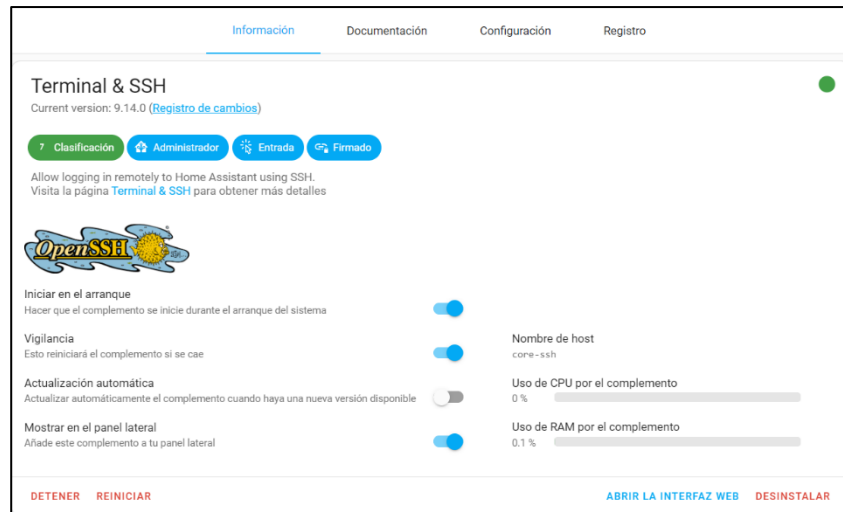 Información Documentación Configuración Registro
Terminal & SSH
Current version: 9.14.0 (Registro de cambios)
7 Clasificación Administrador Entrada Firmado
Allow logging in remotely to Home Assistant using SSH.
Visita la página Terminal & SSH para obtener más detalles
OpenSSH
Iniciar en el arranque
Hacer que el complemento se inicie durante el arranque del sistema
Vigilancia
Esto reiniciará el complemento si se cae
Nombre de host
core-ssh
Actualización automática
Actualizar automáticamente el complemento cuando haya una nueva versión disponible
Uso de CPU por el complemento
0 %
Mostrar en el panel lateral
Añade este complemento a tu panel lateral
Uso de RAM por el complemento
0.1 %
DETENER REINICIAR ABRIR LA INTERFAZ WEB DESINSTALAR